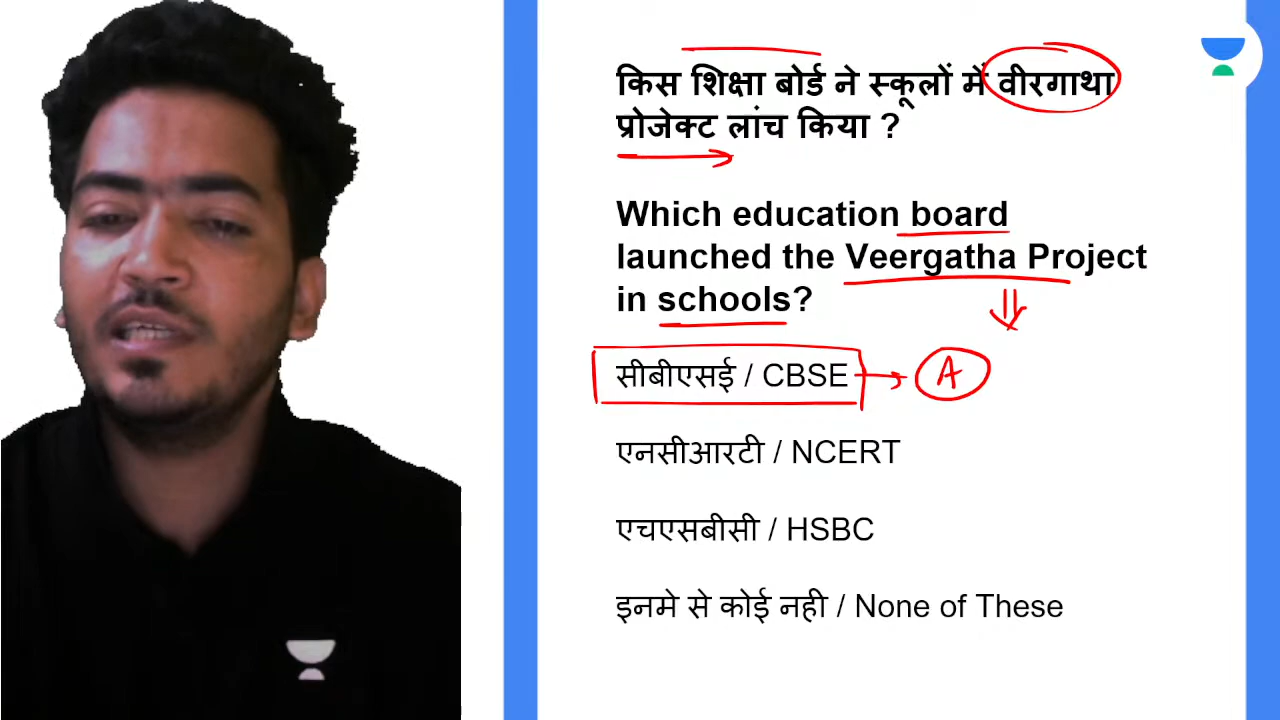 किस शिक्षा बोर्ड ने स्कूलों में वीरगाथा
प्रोजेक्ट लांच किया ?
Which education board
launched the Veergatha Project
in schools?
सीबीएसई / CBSE
A
एनसीआरटी / NCERT
एचएसबीसी / HSBC
इनमे से कोई नही / None of These